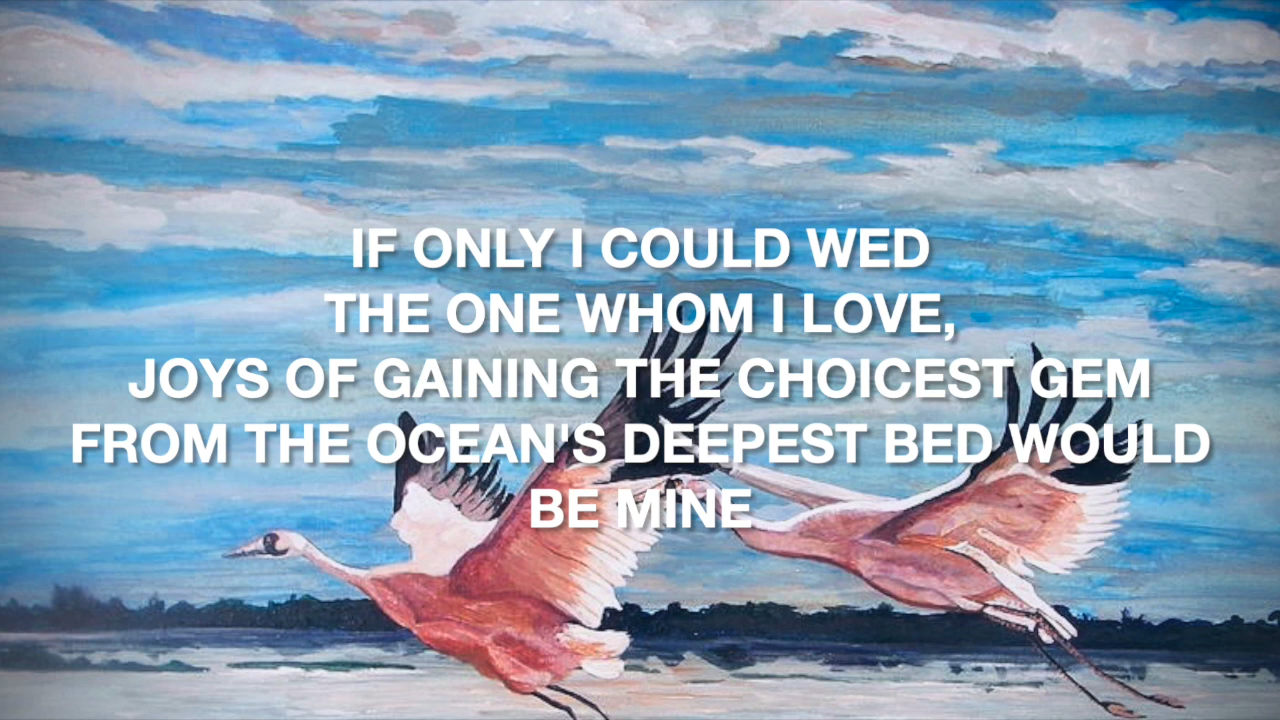 IF ONLY I COULD WED
THE ONE WHOM I LOVE,
JOYS OF GAINING THE CHOICEST GEM
FROM THE OCEAN'S DEEPEST BED WOULD
BE MINE